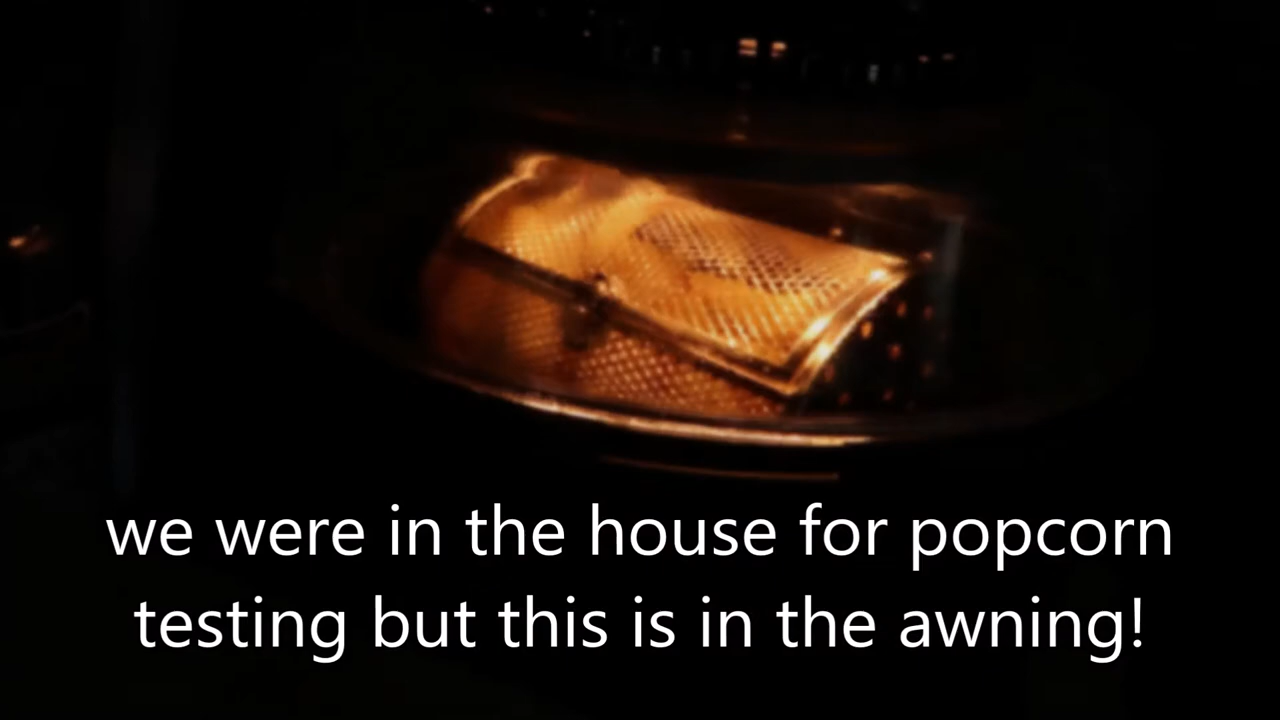 we were in the house for popcorn
testing but this is in the awning!